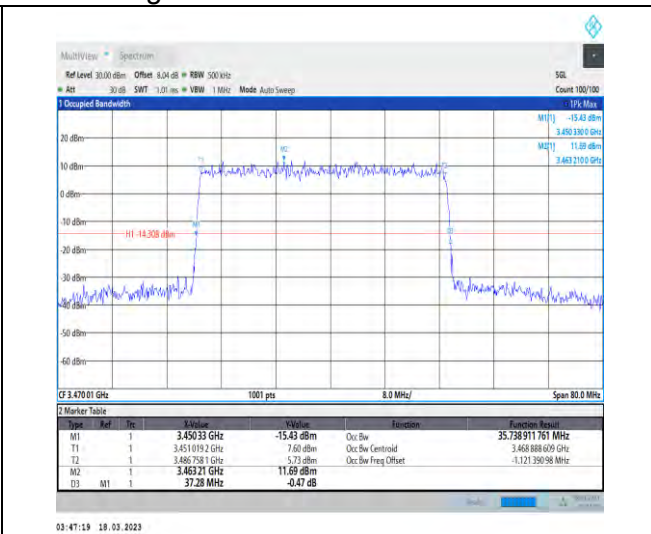 MultiView Spectrum
Ref Level 30.00 dBm Offset 8.04 dB RBW 500 kHz SGL
Att 30 dB SWT 1.01 ms VBW 1 MHz Mode Auto Sweep Count 100/100
1 Occupied Bandwidth 1Pk Max
M1[1] -15.43 dBm
3.450 330 0 GHz
M2[1] 11.69 dBm
3.463 210 0 GHz
20 dBm
M2
T1
10 dBm
0 dBm
-10 dBm
M1
H1 -14.308 dBm
-20 dBm
-30 dBm
-40 dBm
-50 dBm
-60 dBm
CF 3.470 01 GHz 1001 pts 8.0 MHz/ Span 80.0 MHz
2 Marker Table
Type Ref Trc X-Value Y-Value Function Function Result
M1 1 3.45033 GHz -15.43 dBm Occ Bw 35.738 911 761 MHz
T1 1 3.451 019 2 GHz 7.60 dBm Occ Bw Centroid 3.468 888 609 GHz
T2 1 3.486 758 1 GHz 5.73 dBm Occ Bw Freq Offset -1.121 390 98 MHz
M2 1 3.463 21 GHz 11.69 dBm
D3 M1 1 37.28 MHz -0.47 dB
03:47:19 18.03.2023